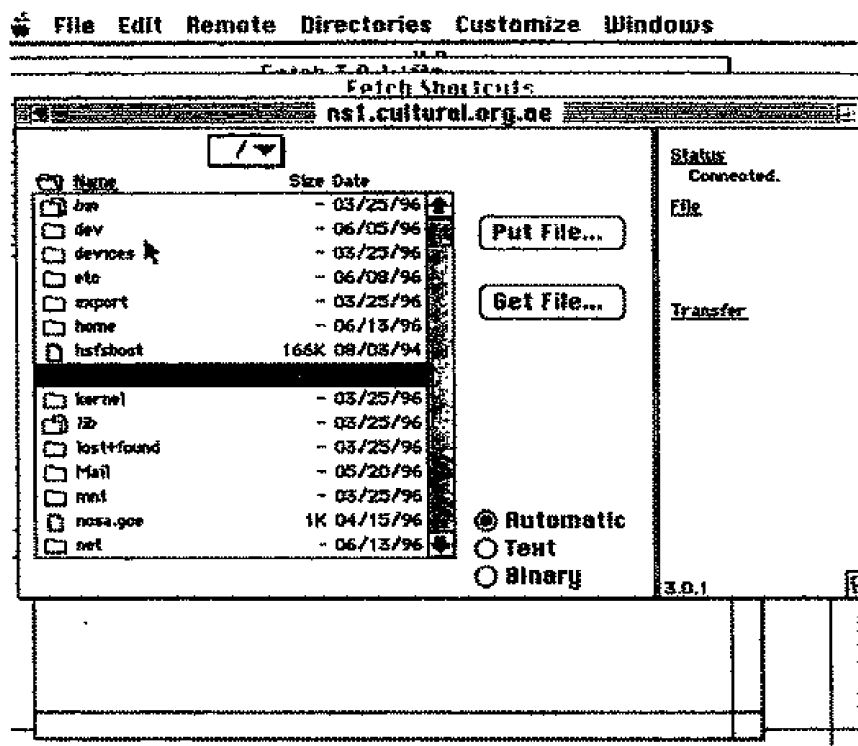 File Edit Remote Directories Customize Windows
Fetch Shortcuts
ns1.cultural.org.ae
/
Name Size Date
bin - 03/25/96
dev - 06/05/96
devices - 03/25/96
etc - 06/08/96
export - 03/25/96
home - 06/13/96
hsfsboot 166K 08/03/94
kernel - 03/25/96
lib - 03/25/96
lost+found - 03/25/96
Mail - 05/20/96
mnt - 03/25/96
1K 04/15/96
net - 06/13/96
Put File...
Get File...
Automatic
Text
Binary
Status
Connected.
File
Transfer
3.0.1